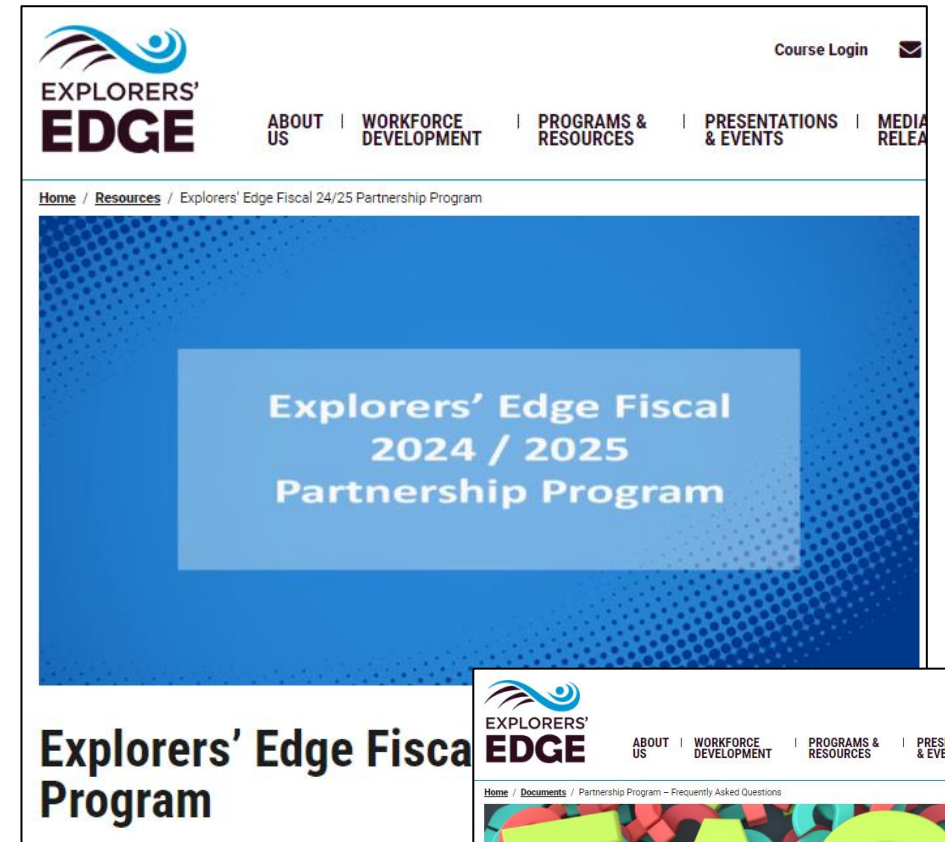 Course Login
EXPLORERS'
EDGE
ABOUT US
WORKFORCE DEVELOPMENT
PROGRAMS & RESOURCES
PRESENTATIONS & EVENTS
MEDIA
Home / Resources / Explorers' Edge Fiscal 24/25 Partnership Program
Explorers' Edge Fiscal
2024 / 2025
Partnership Program
Explorers' Edge Fisca
Program
EXPLORERS'
EDGE
ABOUT US
WORKFORCE DEVELOPMENT
PROGRAMS & RESOURCES
PRES
& EVE
Home / Documents / Partnership Program – Frequently Asked Questions